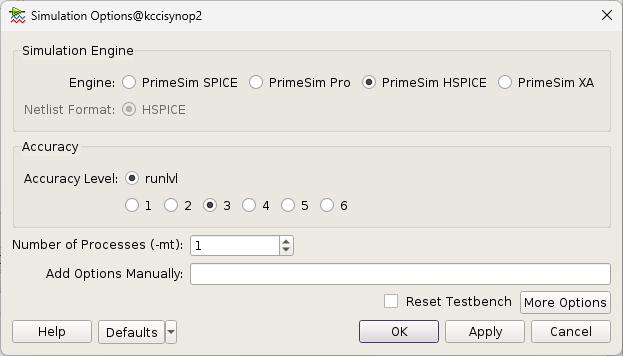 Simulation Options@kccisynop2
Simulation Engine
Engine: PrimeSim SPICE PrimeSim Pro PrimeSim HSPICE PrimeSim XA
Netlist Format: HSPICE
Accuracy
Accuracy Level: runlvl
1 2 3 4 5 6
Number of Processes (-mt): 1
Add Options Manually:
Reset Testbench More Options
Help Defaults OK Apply Cancel